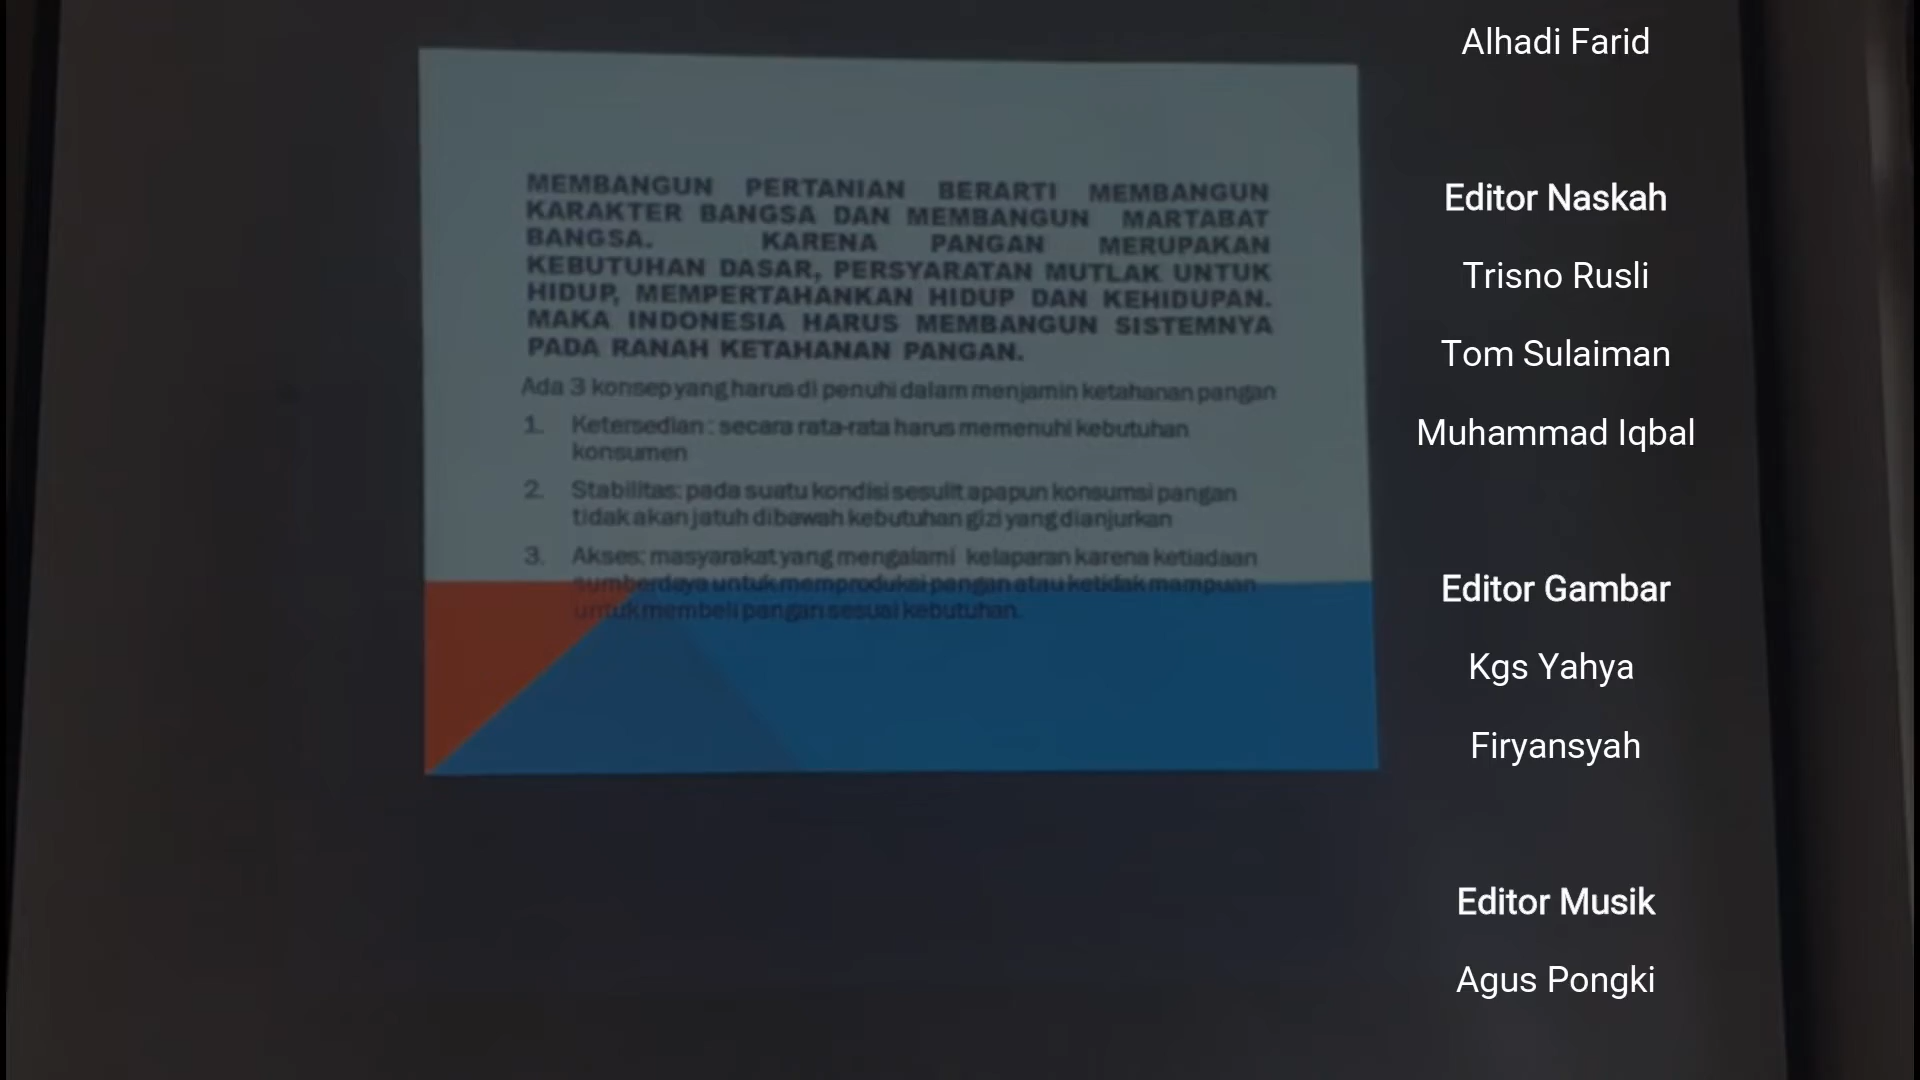 MEMBANGUN PERTANIAN BERARTI MEMBANGUN
KARAKTER BANGSA DAN MEMBANGUN MARTABAT
BANGSA. KARENA PANGAN MERUPAKAN
KEBUTUHAN DASAR, PERSYARATAN MUTLAK UNTUK
HIDUP, MEMPERTAHANKAN HIDUP DAN KEHIDUPAN.
MAKA INDONESIA HARUS MEMBANGUN SISTEMNYA
PADA RANAH KETAHANAN PANGAN.
Ada 3 konsep yang harus di penuhi dalam menjamin ketahanan pangan
1. Ketersedian : secara rata-rata harus memenuhi kebutuhan
konsumen
2. Stabilitas: pada suatu kondisi sesulit apapun konsumsi pangan
tidak akan jatuh dibawah kebutuhan gizi yang dianjurkan
3. Akses: masyarakat yang mengalami kelaparan karena ketiadaan
sumberdaya untuk memproduksi pangan atau ketidak mampuan
untuk membeli pangan sesuai kebutuhan.
Alhadi Farid
Editor Naskah
Trisno Rusli
Tom Sulaiman
Muhammad Iqbal
Editor Gambar
Kgs Yahya
Firyansyah
Editor Musik
Agus Pongki